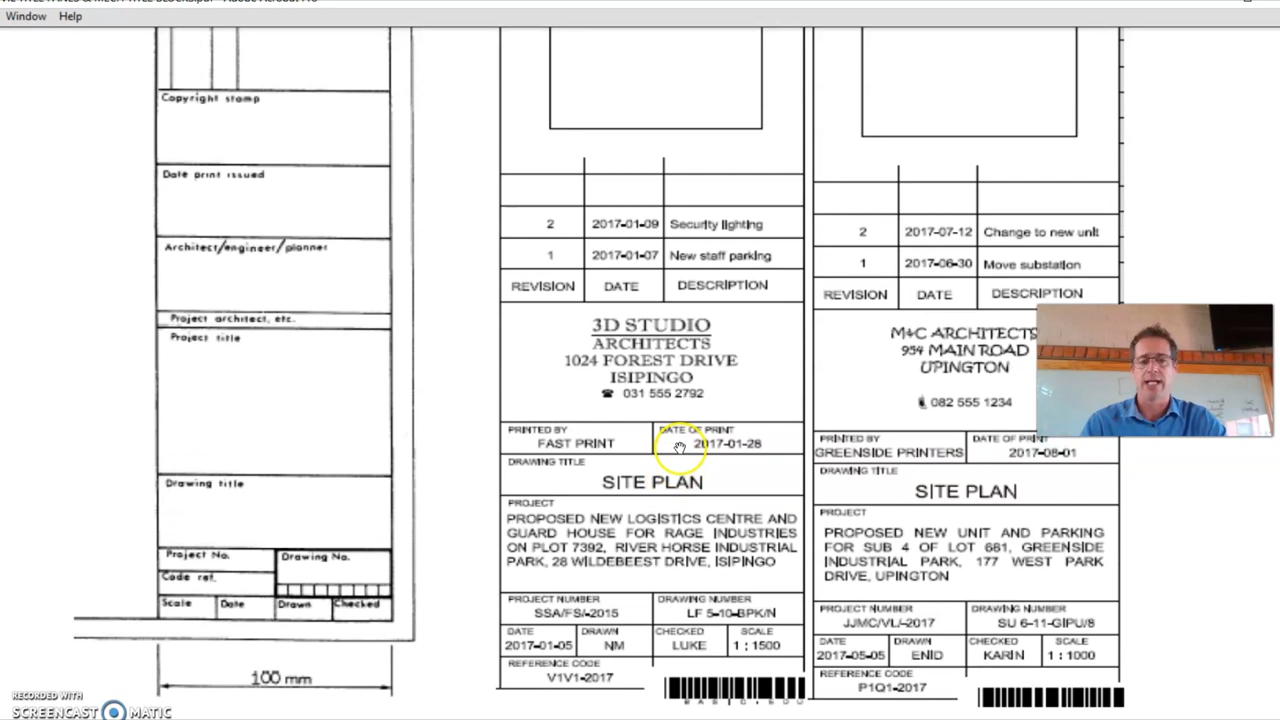 Window Help
Copyright stamp
Date print issued
Architect/engineer/planner
Project architect, etc.
Project title
Drawing title
Project No.
Drawing No.
Code ref.
Scale Date Drawn Checked
100 mm
2 2017-01-09 Security lighting
1 2017-01-07 New staff parking
REVISION DATE DESCRIPTION
3D STUDIO
ARCHITECTS
1024 FOREST DRIVE
ISIPINGO
☎ 031 555 2792
PRINTED BY DATE OF PRINT
FAST PRINT 2017-01-28
DRAWING TITLE
SITE PLAN
PROJECT
PROPOSED NEW LOGISTICS CENTRE AND
GUARD HOUSE FOR RAGE INDUSTRIES
ON PLOT 7392, RIVER HORSE INDUSTRIAL
PARK, 28 WILDEBEEST DRIVE, ISIPINGO
PROJECT NUMBER DRAWING NUMBER
SSA/FS/-2015 LF 5-10-BPK/N
DATE DRAWN CHECKED SCALE
2017-01-05 NM LUKE 1 : 1500
REFERENCE CODE
V1V1-2017
2 2017-07-12 Change to new unit
1 2017-06-30 Move substation
REVISION DATE DESCRIPTION
M+C ARCHITECTS
954 MAIN ROAD
UPINGTON
082 555 1234
PRINTED BY DATE OF PRINT
GREENSIDE PRINTERS 2017-08-01
DRAWING TITLE
SITE PLAN
PROJECT
PROPOSED NEW UNIT AND PARKING
FOR SUB 4 OF LOT 681, GREENSIDE
INDUSTRIAL PARK, 177 WEST PARK
DRIVE, UPINGTON
PROJECT NUMBER DRAWING NUMBER
JJMC/VL/-2017 SU 6-11-GIPU/8
DATE DRAWN CHECKED SCALE
2017-05-05 ENID KARIN 1 : 1000
REFERENCE CODE
P1Q1-2017
RECORDED WITH
SCREENCAST MATIC